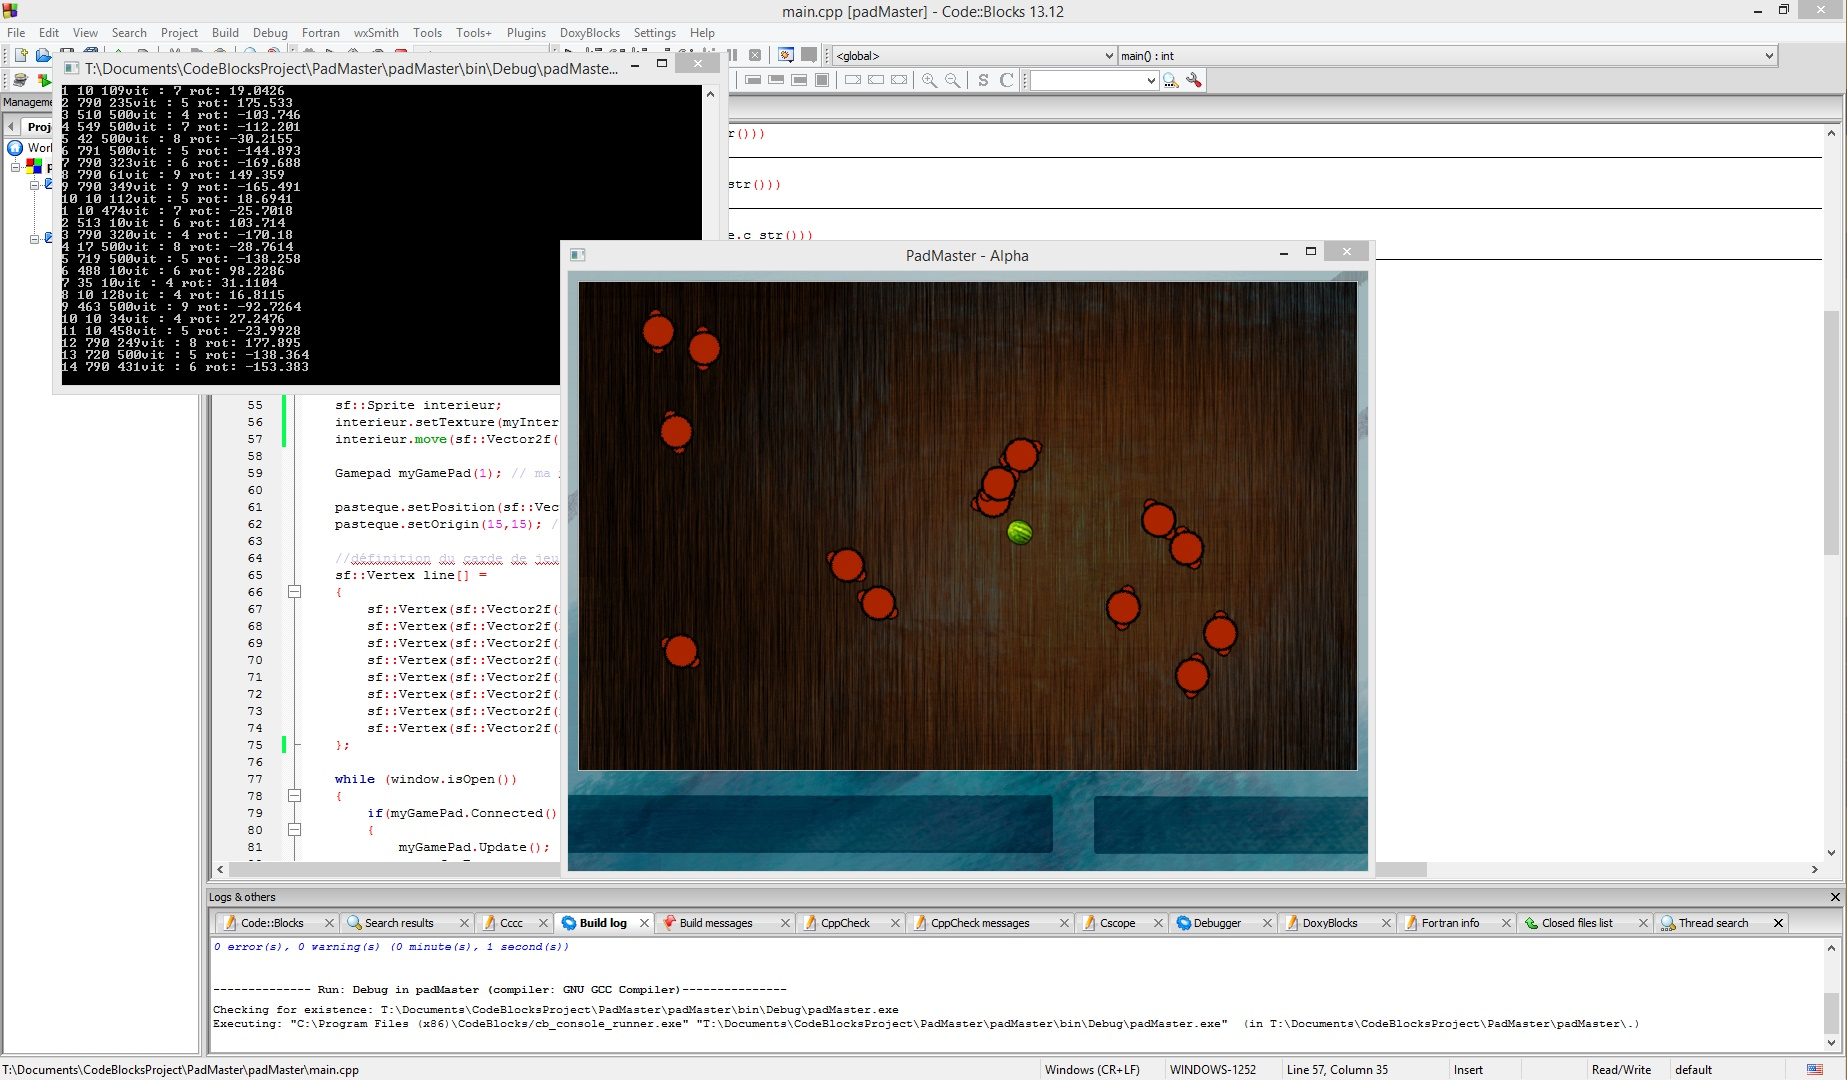 main.cpp [padMaster] - Code::Blocks 13.12
File Edit View Search Project Build Debug Fortran wxSmith Tools Tools+ Plugins DoxyBlocks Settings Help
<global>
main() : int
T:\Documents\CodeBlocksProject\PadMaster\padMaster\bin\Debug\padMaste...
S C
Manageme
Proj
Worl
1 10 109vit : 7 rot: 19.0426
2 790 235vit : 5 rot: 175.533
3 510 500vit : 4 rot: -103.746
4 549 500vit : 7 rot: -112.201
5 42 500vit : 8 rot: -30.2155
6 791 500vit : 5 rot: -144.893
7 790 323vit : 6 rot: -169.688
8 790 61vit : 9 rot: 149.359
9 790 349vit : 9 rot: -165.491
10 10 112vit : 5 rot: 18.6941
1 10 474vit : 7 rot: -25.7018
2 513 10vit : 6 rot: 103.714
3 790 320vit : 4 rot: -170.18
4 17 500vit : 8 rot: -28.7614
5 719 500vit : 5 rot: -138.258
6 488 10vit : 6 rot: 98.2286
7 35 10vit : 4 rot: 31.1104
8 10 128vit : 4 rot: 16.8115
9 463 500vit : 9 rot: -92.7264
10 10 34vit : 4 rot: 27.2476
11 10 458vit : 5 rot: -23.9928
12 790 249vit : 8 rot: 177.895
13 720 500vit : 5 rot: -138.364
14 790 431vit : 6 rot: -153.383
r()))
str()))
e.c_str()))
PadMaster - Alpha
55 sf::Sprite interieur;
56 interieur.setTexture(myInter
57 interieur.move(sf::Vector2f(
58
59 Gamepad myGamePad(1); // ma
60
61 pasteque.setPosition(sf::Vec
62 pasteque.setOrigin(15,15); /
63
64 //définition du carde de jeu
65 sf::Vertex line[] =
66 {
67 sf::Vertex(sf::Vector2f(
68 sf::Vertex(sf::Vector2f(
69 sf::Vertex(sf::Vector2f(
70 sf::Vertex(sf::Vector2f(
71 sf::Vertex(sf::Vector2f(
72 sf::Vertex(sf::Vector2f(
73 sf::Vertex(sf::Vector2f(
74 sf::Vertex(sf::Vector2f(
75 };
76
77 while (window.isOpen())
78 {
79 if(myGamePad.Connected()
80 {
81 myGamePad.Update();
Logs & others
Code::Blocks Search results Cccc Build log Build messages CppCheck CppCheck messages Cscope Debugger DoxyBlocks Fortran info Closed files list Thread search
0 error(s), 0 warning(s) (0 minute(s), 1 second(s))
-------------- Run: Debug in padMaster (compiler: GNU GCC Compiler)---------------
Checking for existence: T:\Documents\CodeBlocksProject\PadMaster\padMaster\bin\Debug\padMaster.exe
Executing: "C:\Program Files (x86)\CodeBlocks/cb_console_runner.exe" "T:\Documents\CodeBlocksProject\PadMaster\padMaster\bin\Debug\padMaster.exe" (in T:\Documents\CodeBlocksProject\PadMaster\padMaster\.)
T:\Documents\CodeBlocksProject\PadMaster\padMaster\main.cpp
Windows (CR+LF) WINDOWS-1252 Line 57, Column 35 Insert Read/Write default